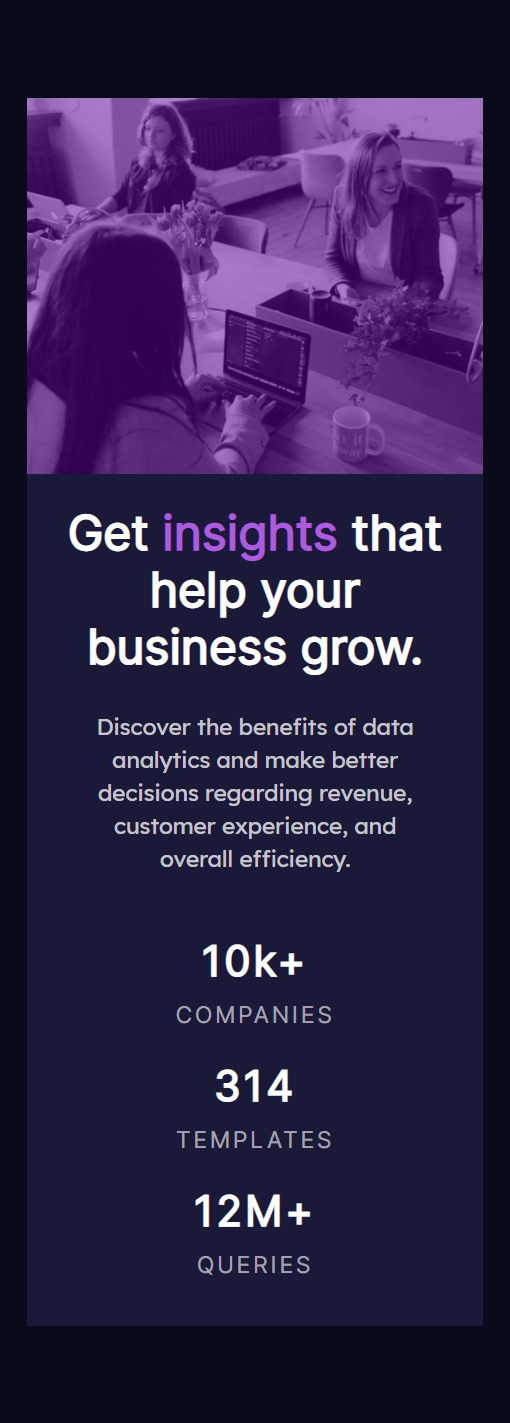 Get insights that
help your
business grow.
Discover the benefits of data
analytics and make better
decisions regarding revenue,
customer experience, and
overall efficiency.
10k+
COMPANIES
314
TEMPLATES
12M+
QUERIES